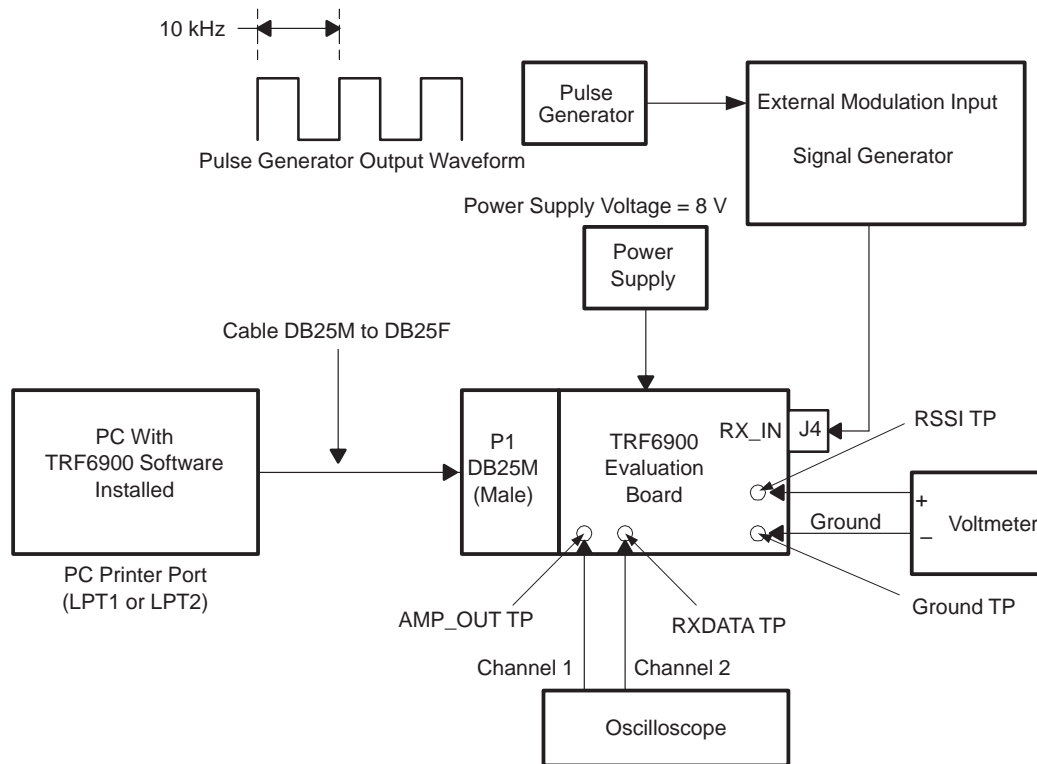 10 kHz
Pulse Generator Output Waveform
Pulse
Generator
External Modulation Input
Signal Generator
Power Supply Voltage = 8 V
Power
Supply
Cable DB25M to DB25F
PC With
TRF6900 Software
Installed
PC Printer Port
(LPT1 or LPT2)
P1
DB25M
(Male)
TRF6900
Evaluation
Board
RX_IN
J4
RSSI TP
+
–
Ground
Voltmeter
Ground TP
AMP_OUT TP
RXDATA TP
Channel 1
Channel 2
Oscilloscope